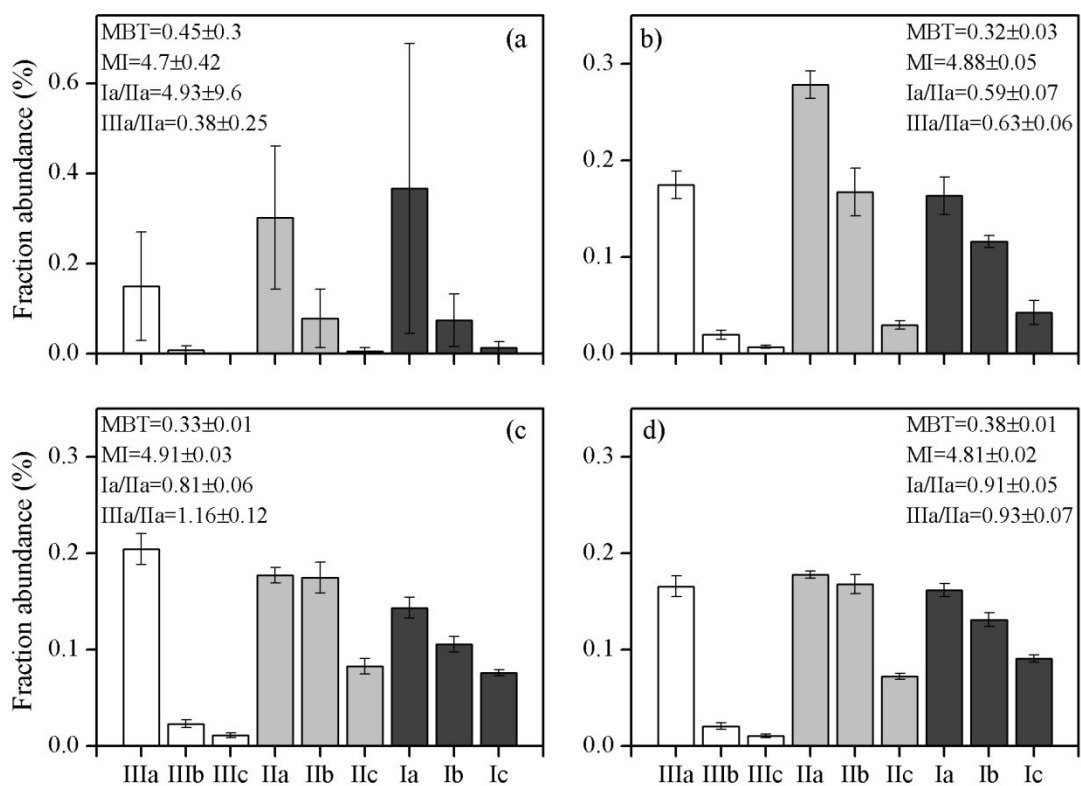 MBT=0.45±0.3
MI=4.7±0.42
Ia/IIa=4.93±9.6
IIIa/IIa=0.38±0.25
(a
Fraction abundance (%)
0.6
0.4
0.2
0.0
b)
MBT=0.32±0.03
MI=4.88±0.05
Ia/IIa=0.59±0.07
IIIa/IIa=0.63±0.06
0.3
0.2
0.1
0.0
MBT=0.33±0.01
MI=4.91±0.03
Ia/IIa=0.81±0.06
IIIa/IIa=1.16±0.12
(c
Fraction abundance (%)
0.3
0.2
0.1
0.0
IIIa IIIb IIIc IIa IIb IIc Ia Ib Ic
d)
MBT=0.38±0.01
MI=4.81±0.02
Ia/IIa=0.91±0.05
IIIa/IIa=0.93±0.07
0.3
0.2
0.1
0.0
IIIa IIIb IIIc IIa IIb IIc Ia Ib Ic